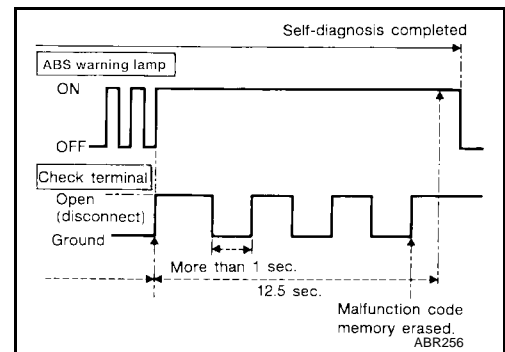 Self-diagnosis completed
ABS warning lamp
ON
OFF
Check terminal
Open
(disconnect)
Ground
More than 1 sec.
12.5 sec.
Malfunction code
memory erased.
ABR256